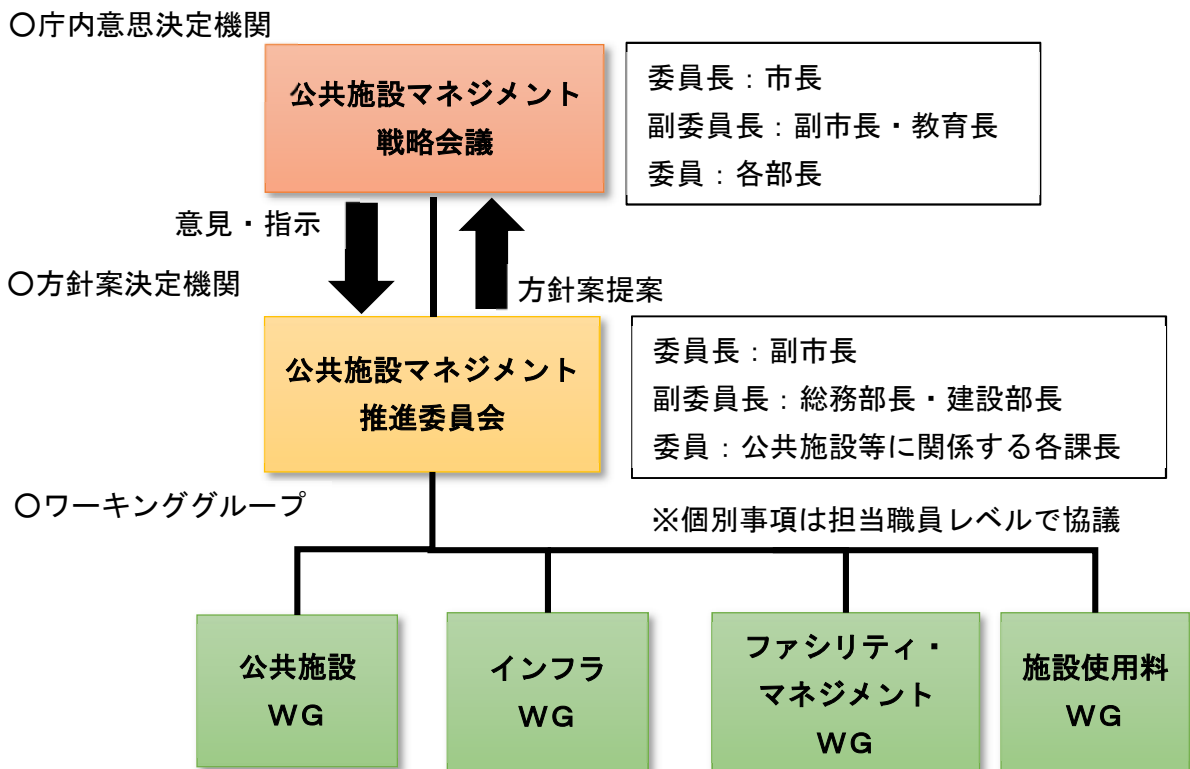 〇庁内意思決定機関
公共施設マネジメント
戦略会議
委員長：市長
副委員長：副市長・教育長
委員：各部長
意見・指示
〇方針案決定機関
方針案提案
公共施設マネジメント
推進委員会
委員長：副市長
副委員長：総務部長・建設部長
委員：公共施設等に関係する各課長
〇ワーキンググループ
※個別事項は担当職員レベルで協議
公共施設
ＷＧ
インフラ
ＷＧ
ファシリティ・
マネジメント
ＷＧ
施設使用料
ＷＧ